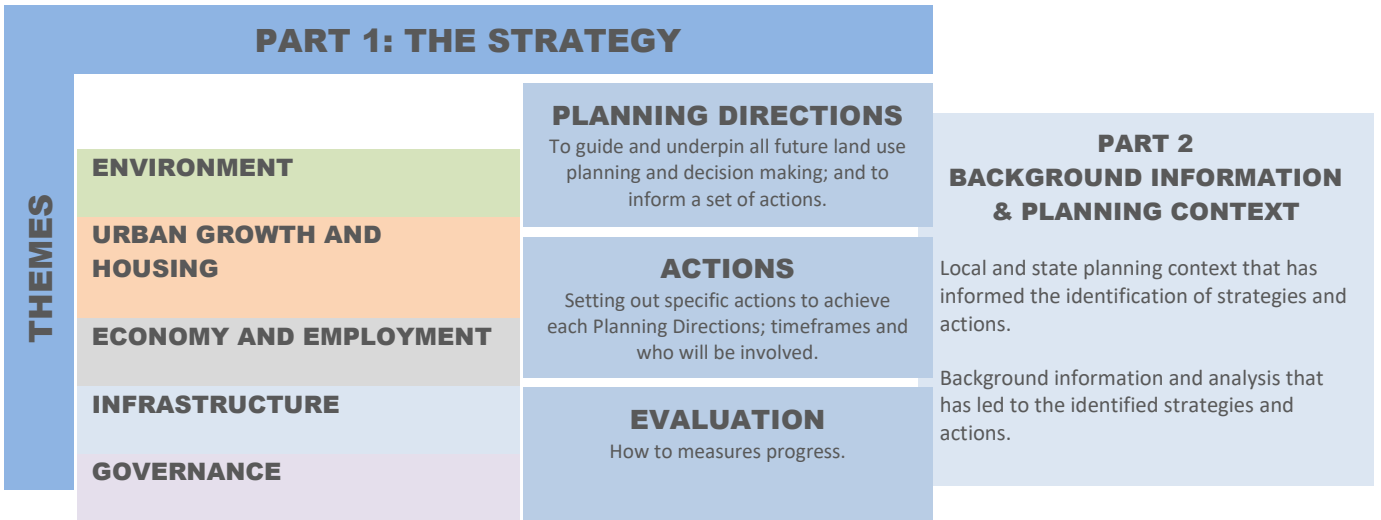 PART 1: THE STRATEGY
THEMES
ENVIRONMENT
URBAN GROWTH AND
HOUSING
ECONOMY AND EMPLOYMENT
INFRASTRUCTURE
GOVERNANCE
PLANNING DIRECTIONS
To guide and underpin all future land use
planning and decision making; and to
inform a set of actions.
ACTIONS
Setting out specific actions to achieve
each Planning Directions; timeframes and
who will be involved.
EVALUATION
How to measures progress.
PART 2
BACKGROUND INFORMATION
& PLANNING CONTEXT
Local and state planning context that has
informed the identification of strategies and
actions.
Background information and analysis that
has led to the identified strategies and
actions.